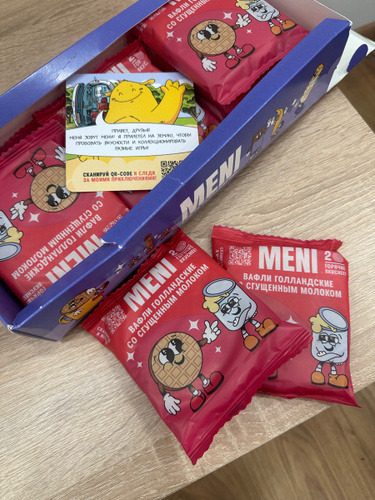 ПРИВЕТ, ДРУЗЬЯ!
МЕНЯ ЗОВУТ МЕНИ! Я ПРИЛЕТЕЛ НА ЗЕМЛЮ, ЧТОБЫ
ПРОБОВАТЬ ВКУСНОСТИ И КОЛЛЕКЦИОНИРОВАТЬ
РАЗНЫЕ ИГРЫ!
СКАНИРУЙ QR-CODE И СЛЕДИ
ЗА МОИМИ ПРИКЛЮЧЕНИЯМИ!
MENI
ВАФЛИ ГОЛЛАНДСКИЕ
СО СГУЩЕННЫМ МОЛОКОМ
MENI
MENI
ВАФЛИ ГОЛЛАНДСКИЕ
СО СГУЩЕННЫМ МОЛОКОМ
MENI
ВАФЛИ ГОЛЛАНДСКИЕ
СО СГУЩЕННЫМ МОЛОКОМ